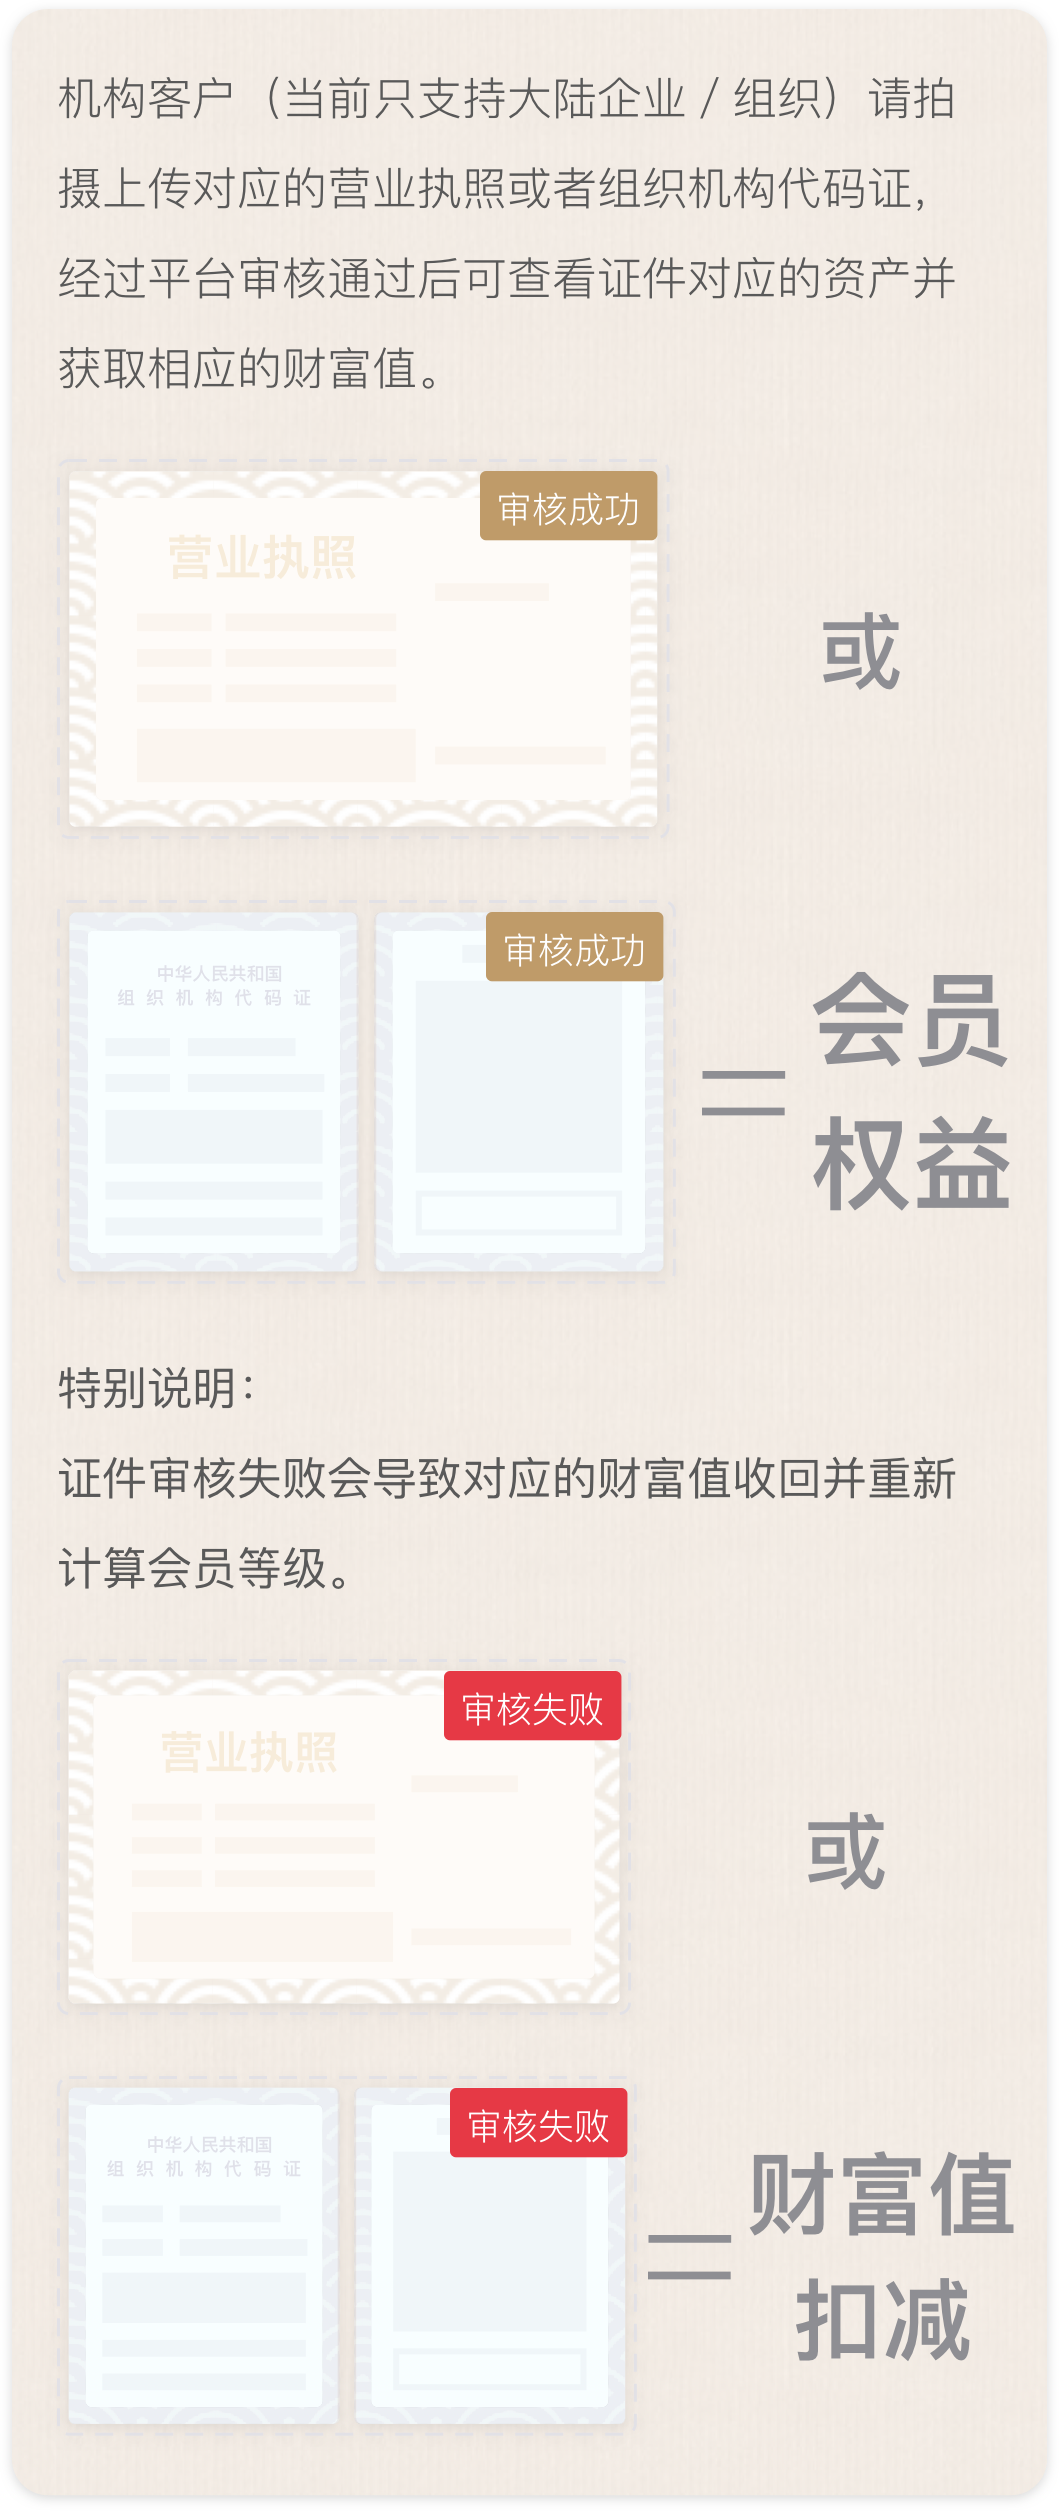 机构客户（当前只支持大陆企业／组织）请拍
摄上传对应的营业执照或者组织机构代码证，
经过平台审核通过后可查看证件对应的资产并
获取相应的财富值。
审核成功
营业执照
或
审核成功
中华人民共和国
组织机构代码证
=
会员
权益
特别说明：
证件审核失败会导致对应的财富值收回并重新
计算会员等级。
审核失败
营业执照
或
审核失败
中华人民共和国
组织机构代码证
=
财富值
扣减